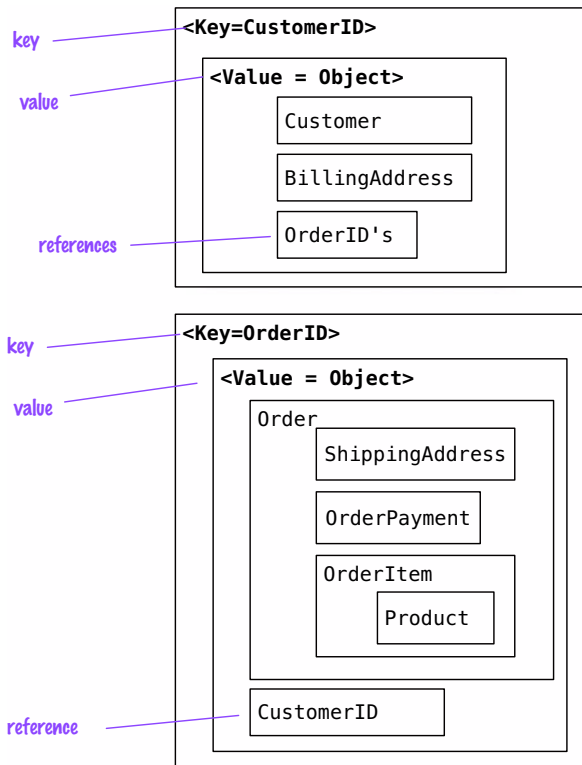 key
<Key=CustomerID>
value
<Value = Object>
Customer
BillingAddress
references
OrderID's
key
<Key=OrderID>
value
<Value = Object>
Order
ShippingAddress
OrderPayment
OrderItem
Product
reference
CustomerID